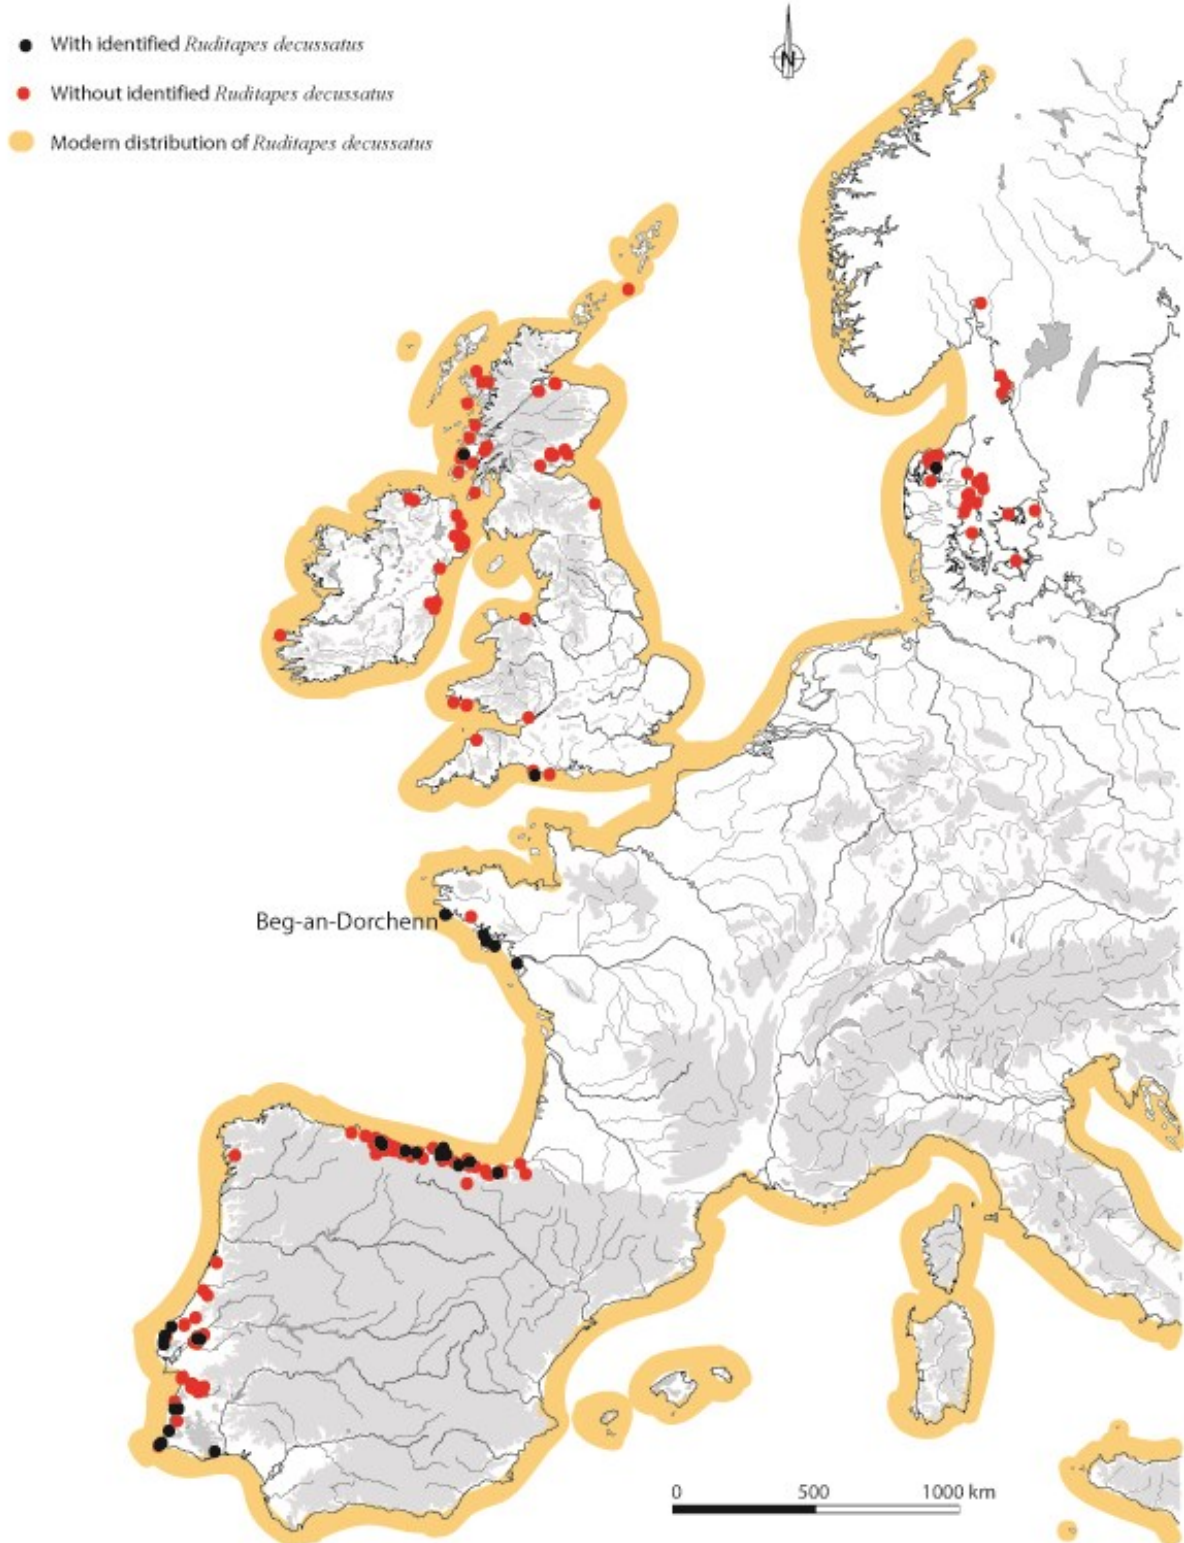 With identified Ruditapes decussatus
Without identified Ruditapes decussatus
Modern distribution of Ruditapes decussatus
N
Beg-an-Dorchenn
0 500 1000 km